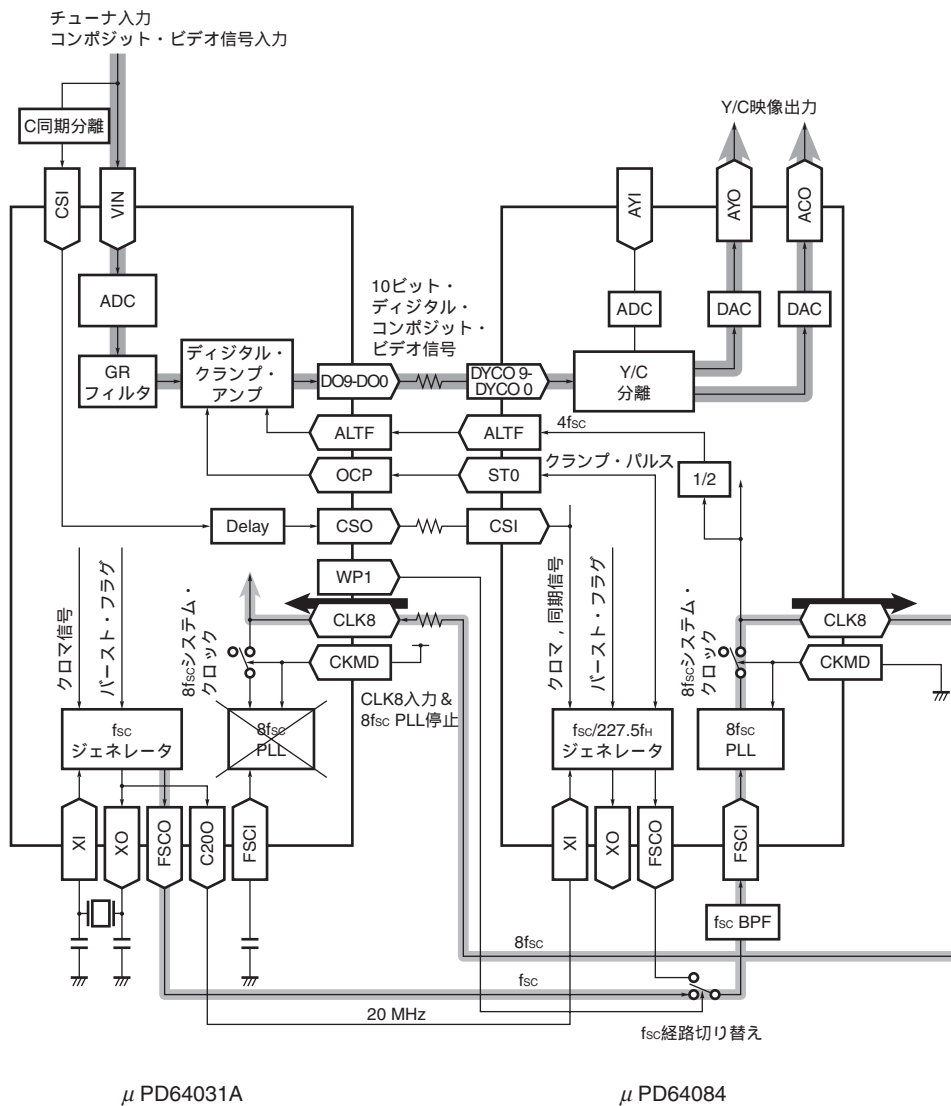 チューナ入力
コンポジット・ビデオ信号入力
C同期分離
CSI
VIN
ADC
GR
フィルタ
ディジタル・
クランプ・
アンプ
DO9-DO0
10ビット・
ディジタル・
コンポジット・
ビデオ信号
ALTF
OCP
Delay
CSO
WP1
CLK8
CKMD
CLK8入力 &
8fSC PLL停止
クロマ信号
バースト・フラグ
8fSCシステム・
クロック
fSC
ジェネレータ
8fSC
PLL
XI
XO
FSCO
C20O
FSCI
Y/C映像出力
AYI
AYO
ACO
ADC
DAC
DAC
DYCO 9-
DYCO 0
Y/C
分離
ALTF
4fSC
クランプ・パルス
ST0
1/2
CSI
クロマ，同期信号
バースト・フラグ
8fSCシステム・
クロック
CLK8
CKMD
fSC/227.5fH
ジェネレータ
8fSC
PLL
XI
XO
FSCO
FSCI
fSC BPF
8fSC
fSC
20 MHz
fSC経路切り替え
μ PD64031A
μ PD64084